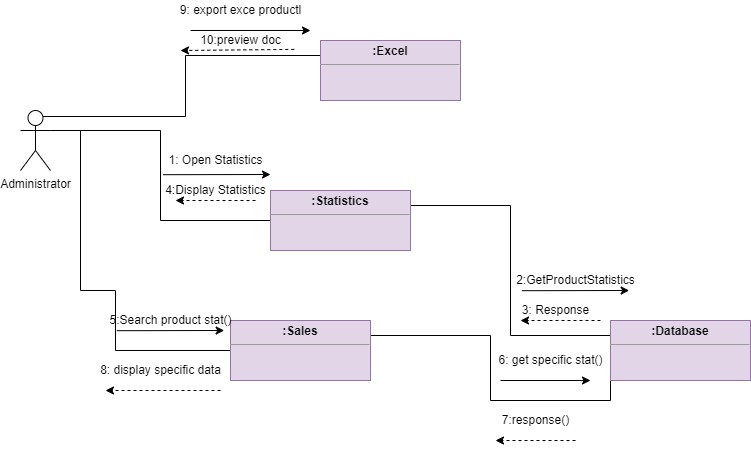 9: export exce productl
10:preview doc
:Excel
Administrator
1: Open Statistics
4:Display Statistics
:Statistics
2:GetProductStatistics
3: Response
5:Search product stat()
:Sales
:Database
8: display specific data
6: get specific stat()
7:response()